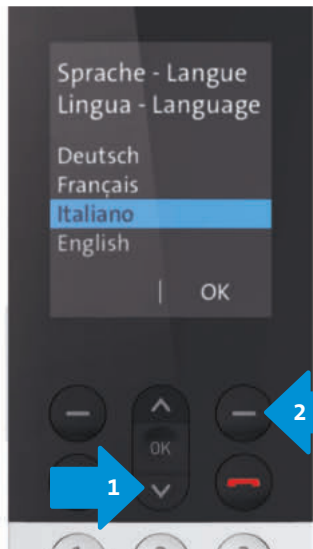 Sprache - Langue
Lingua - Language
Deutsch
Français
Italiano
English
| OK
OK
1
2